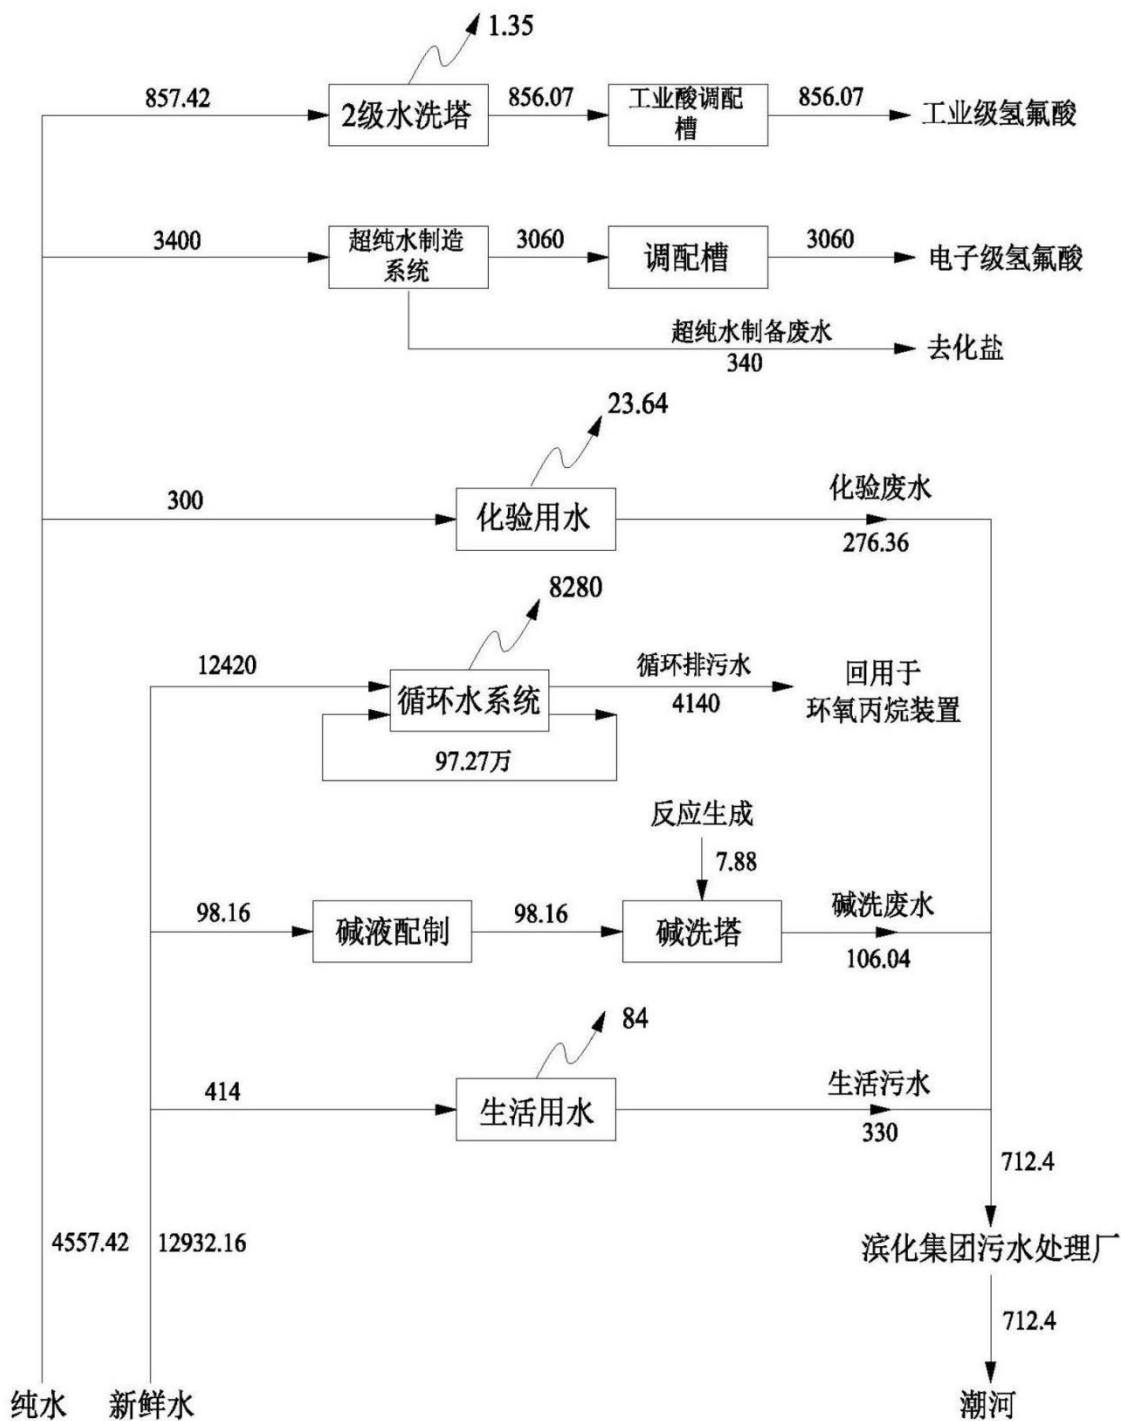 1.35
857.42
2级水洗塔
856.07
工业酸调配
槽
856.07
工业级氢氟酸
3400
超纯水制造
系统
3060
调配槽
3060
电子级氢氟酸
超纯水制备废水
340
去化盐
23.64
300
化验用水
化验废水
276.36
8280
12420
循环水系统
循环排污水
4140
回用于
环氧丙烷装置
97.27万
反应生成
7.88
98.16
碱液配制
98.16
碱洗塔
碱洗废水
106.04
84
414
生活用水
生活污水
330
712.4
4557.42
12932.16
滨化集团污水处理厂
712.4
纯水
新鲜水
潮河